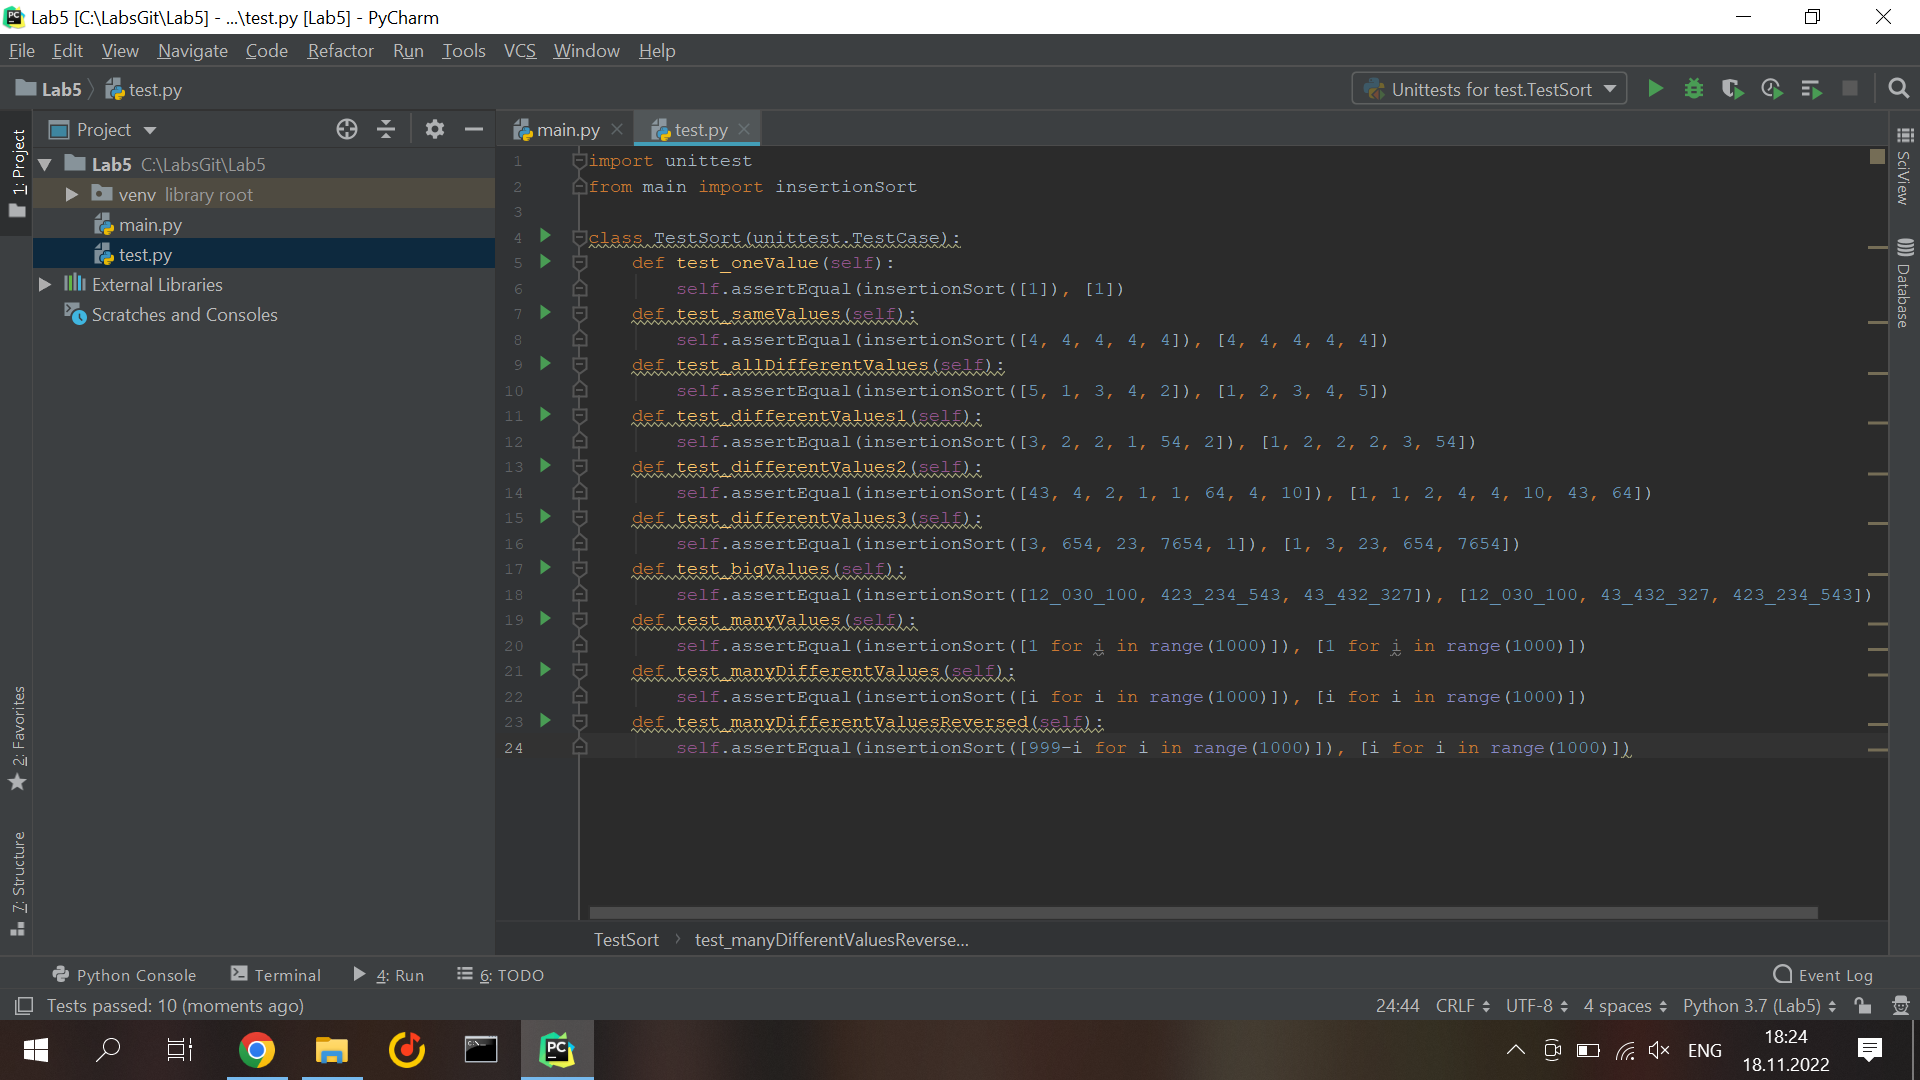 Lab5 [C:\LabsGit\Lab5] - ...\test.py [Lab5] - PyCharm
File Edit View Navigate Code Refactor Run Tools VCS Window Help
Lab5 test.py Unittests for test.TestSort
Project main.py test.py
1: Project
Lab5 C:\LabsGit\Lab5
venv library root
main.py
test.py
External Libraries
Scratches and Consoles
2: Favorites
7: Structure
1 import unittest
2 from main import insertionSort
3
4 class TestSort(unittest.TestCase):
5 def test_oneValue(self):
6 self.assertEqual(insertionSort([1]), [1])
7 def test_sameValues(self):
8 self.assertEqual(insertionSort([4, 4, 4, 4, 4]), [4, 4, 4, 4, 4])
9 def test_allDifferentValues(self):
10 self.assertEqual(insertionSort([5, 1, 3, 4, 2]), [1, 2, 3, 4, 5])
11 def test_differentValues1(self):
12 self.assertEqual(insertionSort([3, 2, 2, 1, 54, 2]), [1, 2, 2, 2, 3, 54])
13 def test_differentValues2(self):
14 self.assertEqual(insertionSort([43, 4, 2, 1, 1, 64, 4, 10]), [1, 1, 2, 4, 4, 10, 43, 64])
15 def test_differentValues3(self):
16 self.assertEqual(insertionSort([3, 654, 23, 7654, 1]), [1, 3, 23, 654, 7654])
17 def test_bigValues(self):
18 self.assertEqual(insertionSort([12_030_100, 423_234_543, 43_432_327]), [12_030_100, 43_432_327, 423_234_543])
19 def test_manyValues(self):
20 self.assertEqual(insertionSort([1 for i in range(1000)]), [1 for i in range(1000)])
21 def test_manyDifferentValues(self):
22 self.assertEqual(insertionSort([i for i in range(1000)]), [i for i in range(1000)])
23 def test_manyDifferentValuesReversed(self):
24 self.assertEqual(insertionSort([999-i for i in range(1000)]), [i for i in range(1000)])
SciView
Database
TestSort test_manyDifferentValuesReverse...
Python Console Terminal 4: Run 6: TODO Event Log
Tests passed: 10 (moments ago) 24:44 CRLF UTF-8 4 spaces Python 3.7 (Lab5)
PC ENG 18:24
18.11.2022